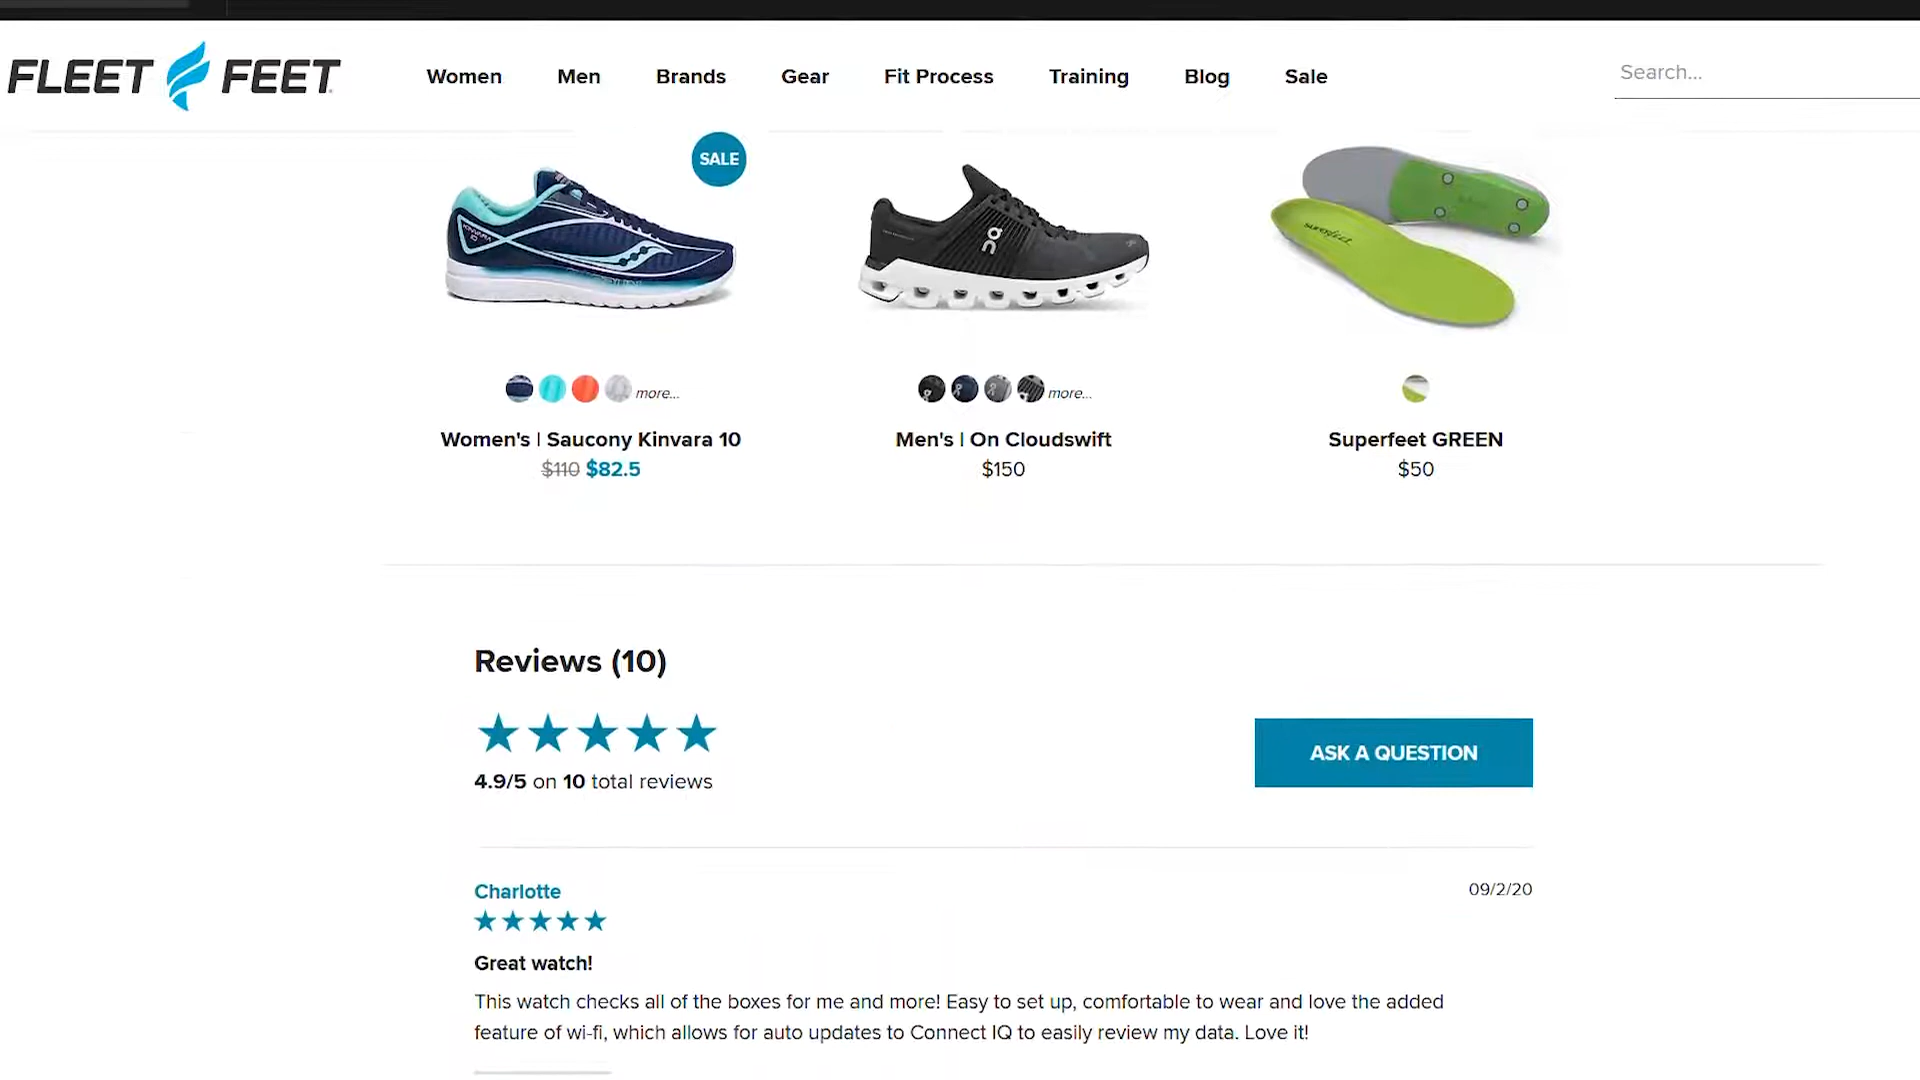 FLEET FEET
Women Men Brands Gear Fit Process Training Blog Sale
Search...
SALE
superfeet
more...
more...
Women's | Saucony Kinvara 10
$110 $82.5
Men's | On Cloudswift
$150
Superfeet GREEN
$50
Reviews (10)
4.9/5 on 10 total reviews
ASK A QUESTION
Charlotte
09/2/20
Great watch!
This watch checks all of the boxes for me and more! Easy to set up, comfortable to wear and love the added
feature of wi-fi, which allows for auto updates to Connect IQ to easily review my data. Love it!